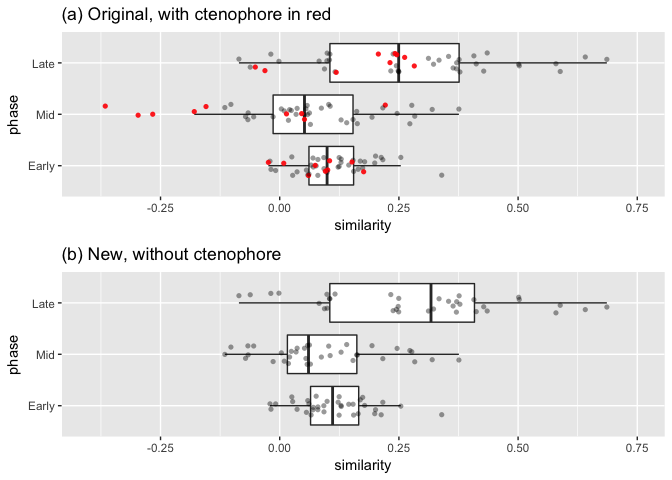 (a) Original, with ctenophore in red
phase
Late
Mid
Early
-0.25 0.00 0.25 0.50 0.75
similarity
(b) New, without ctenophore
phase
Late
Mid
Early
-0.25 0.00 0.25 0.50 0.75
similarity